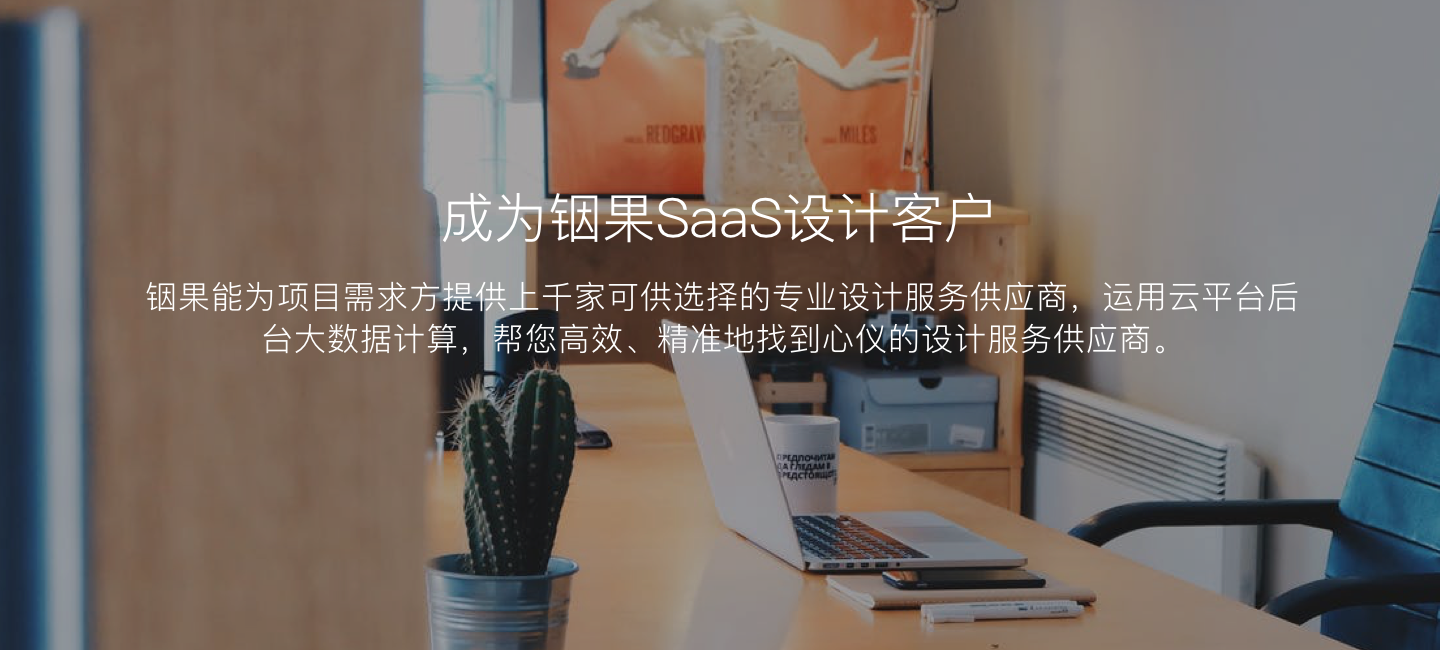 REDGRAV
MILES
成为铟果SaaS设计客户
铟果能为项目需求方提供上千家可供选择的专业设计服务供应商，运用云平台后
台大数据计算，帮您高效、精准地找到心仪的设计服务供应商。
ПРЕДПОЧИТАМ
ДА ГЛЕДАМ В
ПРЕДСТОЯЩОТО